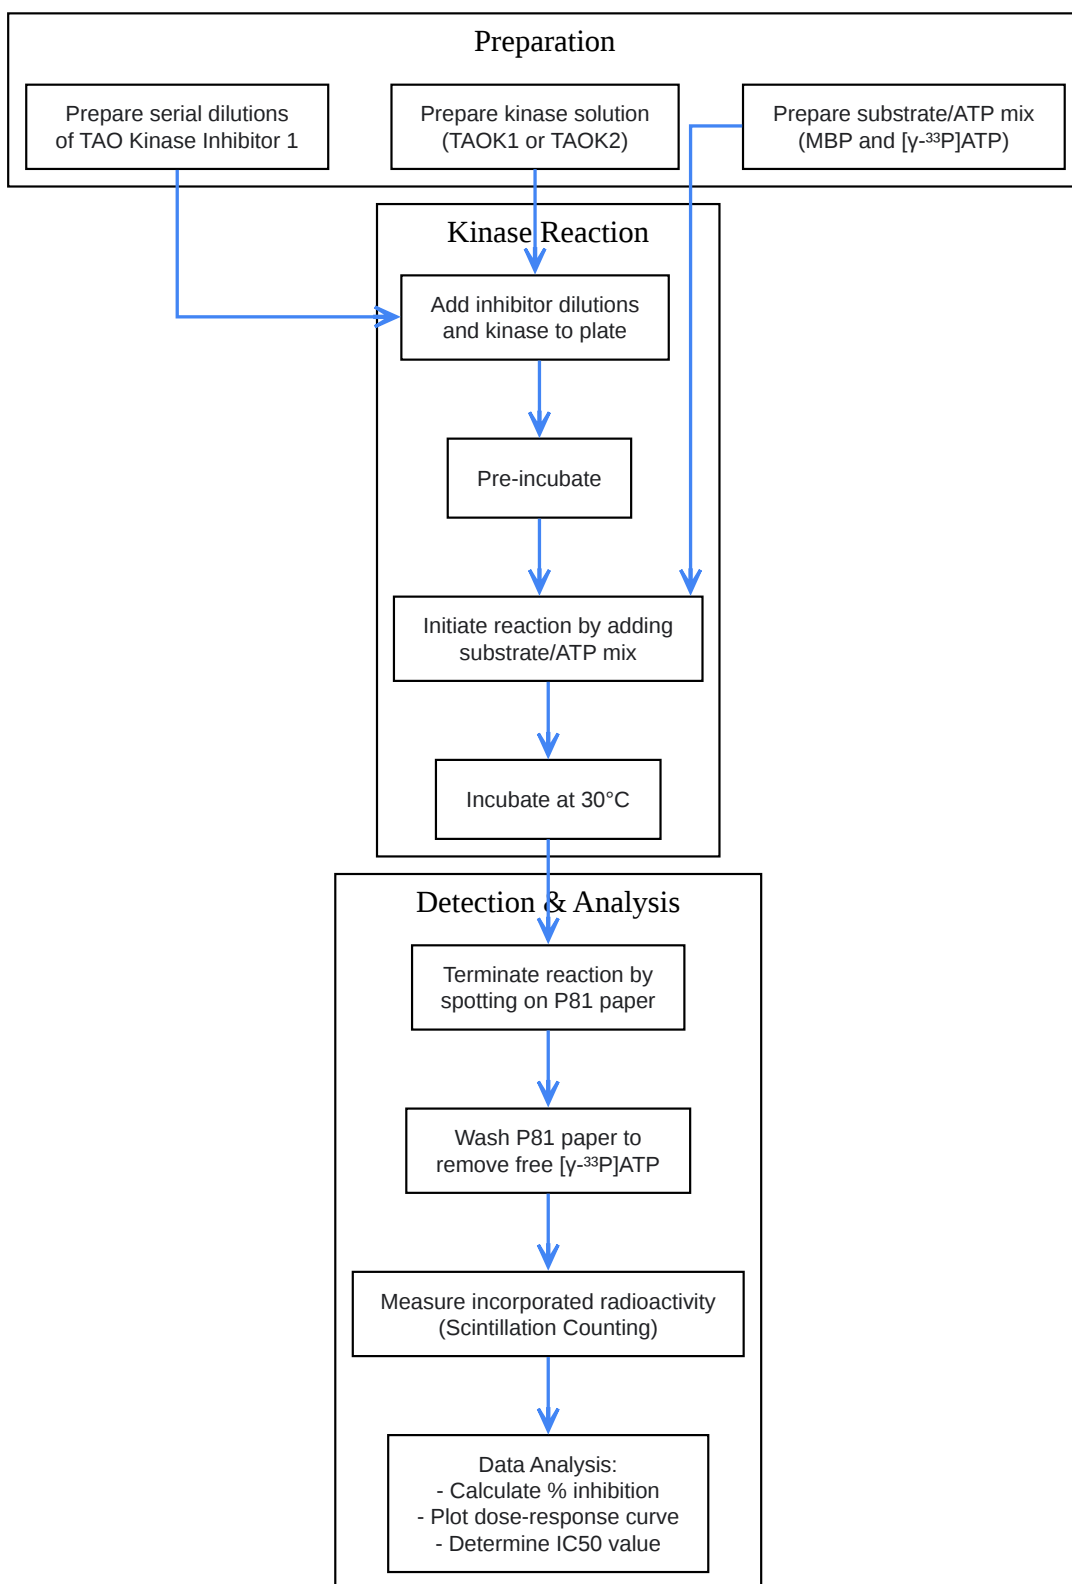 Preparation
Prepare serial dilutions
of TAO Kinase Inhibitor 1
Prepare kinase solution
(TAOK1 or TAOK2)
Prepare substrate/ATP mix
(MBP and [γ-³³P]ATP)
Kinase Reaction
Add inhibitor dilutions
and kinase to plate
Pre-incubate
Initiate reaction by adding
substrate/ATP mix
Incubate at 30°C
Detection & Analysis
Terminate reaction by
spotting on P81 paper
Wash P81 paper to
remove free [γ-³³P]ATP
Measure incorporated radioactivity
(Scintillation Counting)
Data Analysis:
- Calculate % inhibition
- Plot dose-response curve
- Determine IC50 value